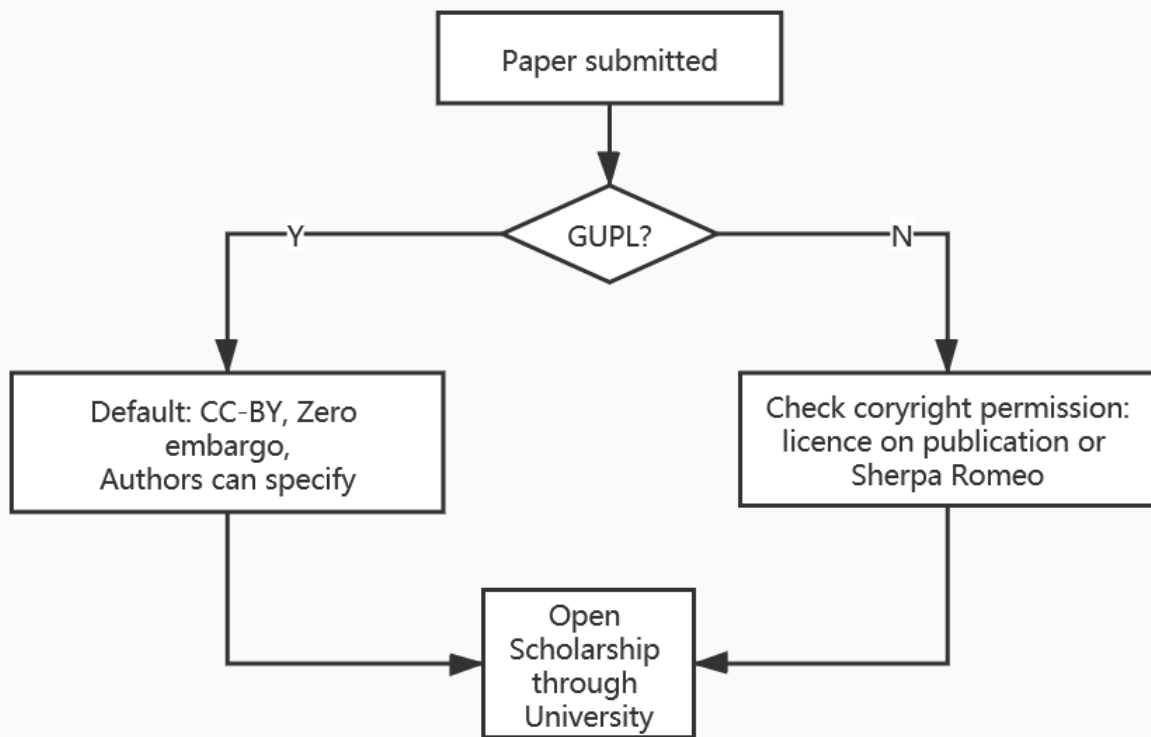 Paper submitted
GUPL?
Y
N
Default: CC-BY, Zero
embargo,
Authors can specify
Check coryright permission:
licence on publication or
Sherpa Romeo
Open
Scholarship
through
University